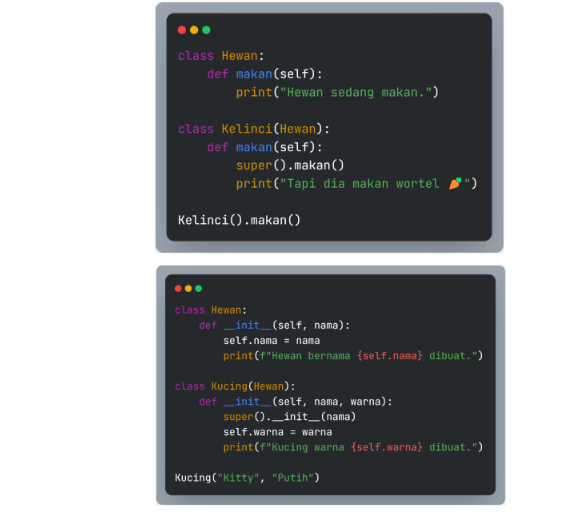 class Hewan:
    def makan(self):
        print("Hewan sedang makan.")

class Kelinci(Hewan):
    def makan(self):
        super().makan()
        print("Tapi dia makan wortel 🥕")

Kelinci().makan()

class Hewan:
    def __init__(self, nama):
        self.nama = nama
        print(f"Hewan bernama {self.nama} dibuat.")

class Kucing(Hewan):
    def __init__(self, nama, warna):
        super().__init__(nama)
        self.warna = warna
        print(f"Kucing warna {self.warna} dibuat.")

Kucing("Kitty", "Putih")